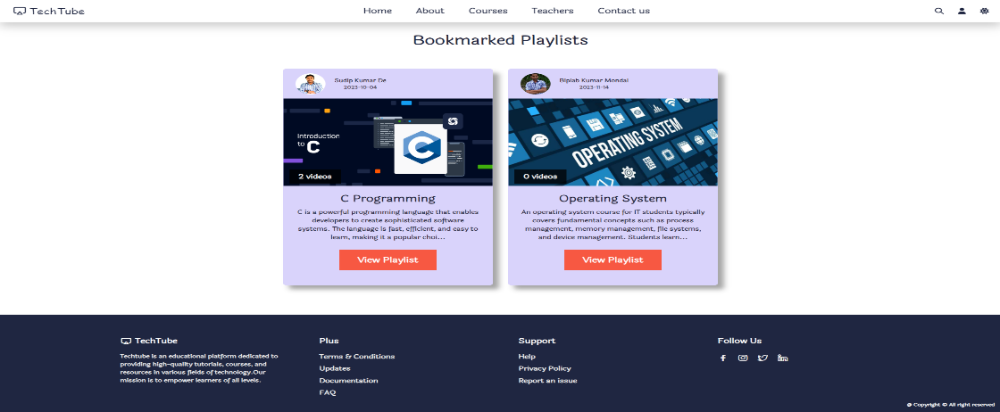 TechTube
Home About Courses Teachers Contact us
Bookmarked Playlists
Sudip Kumar De
2023-10-04
Introduction
to C
C
2 videos
C Programming
C is a powerful programming language that enables
developers to create sophisticated software
systems. The language is fast, efficient, and easy to
learn, making it a popular choi...
View Playlist
Biplab Kumar Mondal
2023-11-14
OPERATING SYSTEM
0 videos
Operating System
An operating system course for IT students typically
covers fundamental concepts such as process
management, memory management, file systems,
and device management. Students learn...
View Playlist
TechTube
Techtube is an educational platform dedicated to
providing high-quality tutorials, courses, and
resources in various fields of technology.Our
mission is to empower learners of all levels.
Plus
Terms & Conditions
Updates
Documentation
FAQ
Support
Help
Privacy Policy
Report an issue
Follow Us
@ Copyright © All right reserved